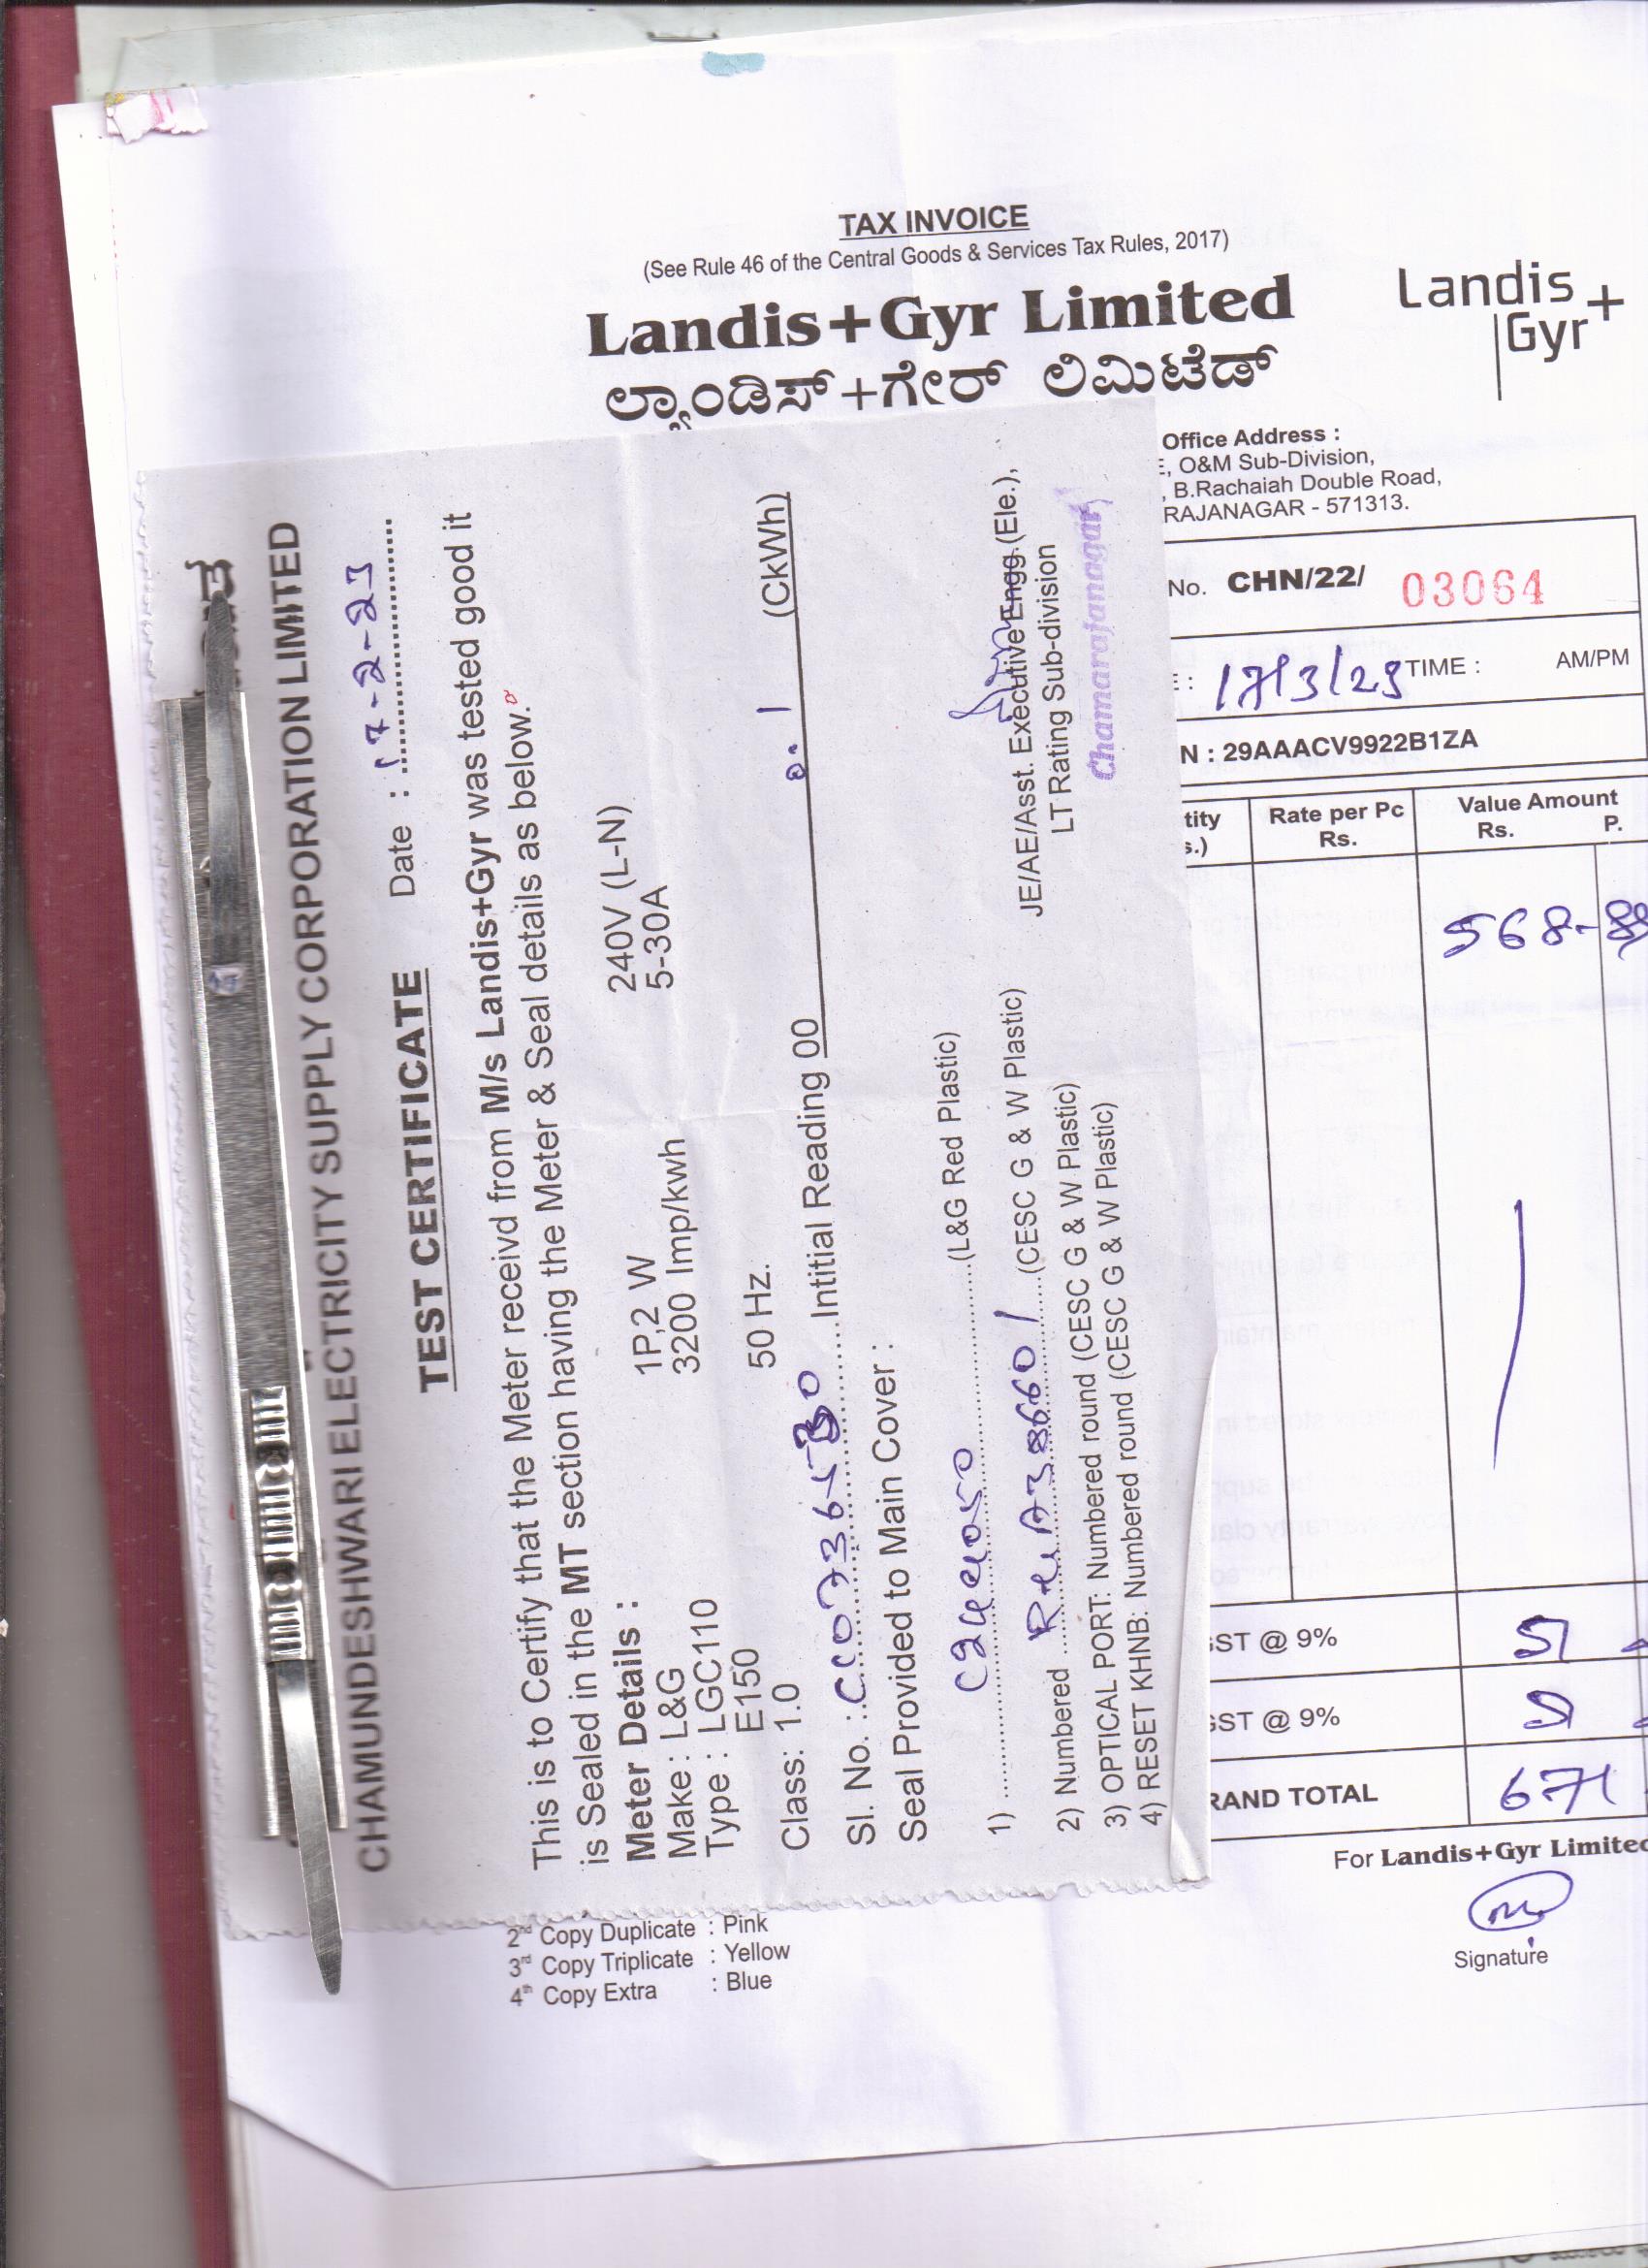 TAX INVOICE
(See Rule 46 of the Central Goods & Services Tax Rules, 2017)
Landis+Gyr Limited
ಲ್ಯಾಂಡಿಸ್+ಗೇರ್ ಲಿಮಿಟೆಡ್
Landis
Gyr+
Office Address :
E, O&M Sub-Division,
, B.Rachaiah Double Road,
RAJANAGAR - 571313.
No. CHN/22/ 03064
E : 17/3/23 TIME : AM/PM
N : 29AAACV9922B1ZA
tity
s.)
Rate per Pc
Rs.
Value Amount
Rs. P.
568-
GST @ 9% 51
GST @ 9% 51
RAND TOTAL 671
For Landis+Gyr Limited
Signature
2nd Copy Duplicate : Pink
3rd Copy Triplicate : Yellow
4th Copy Extra : Blue
CHAMUNDESHWARI ELECTRICITY SUPPLY CORPORATION LIMITED
TEST CERTIFICATE
Date : 17-2-23
This is to Certify that the Meter receivd from M/s Landis+Gyr was tested good it
is Sealed in the MT section having the Meter & Seal details as below.
Meter Details :
Make : L&G 1P,2 W 240V (L-N)
Type : LGC110 3200 Imp/kwh 5-30A
E150
Class: 1.0 50 Hz.
Sl. No. : Intitial Reading 00 0.1 (CkWh)
Seal Provided to Main Cover :
1) C244050 (L&G Red Plastic)
2) Numbered (CESC G & W Plastic)
3) OPTICAL PORT: Numbered round (CESC G & W Plastic)
4) RESET KHNB: Numbered round (CESC G & W Plastic)
JE/AE/Asst. Executive Engg.(Ele.),
LT Rating Sub-division
Chamarajanagar